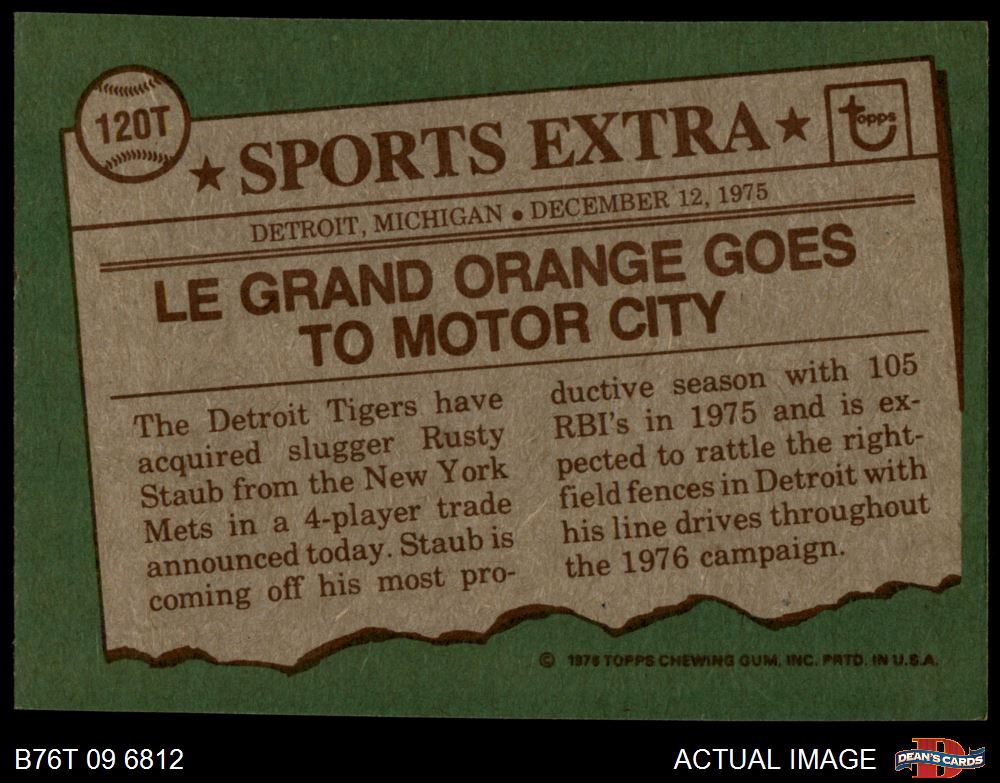 120T
★ SPORTS EXTRA ★
topps
DETROIT, MICHIGAN • DECEMBER 12, 1975
LE GRAND ORANGE GOES
TO MOTOR CITY
The Detroit Tigers have
acquired slugger Rusty
Staub from the New York
Mets in a 4-player trade
announced today. Staub is
coming off his most pro-
ductive season with 105
RBI's in 1975 and is ex-
pected to rattle the right-
field fences in Detroit with
his line drives throughout
the 1976 campaign.
© 1976 TOPPS CHEWING GUM, INC. PRTD. IN U.S.A.
B76T 09 6812
ACTUAL IMAGE
D
DEAN'S CARDS